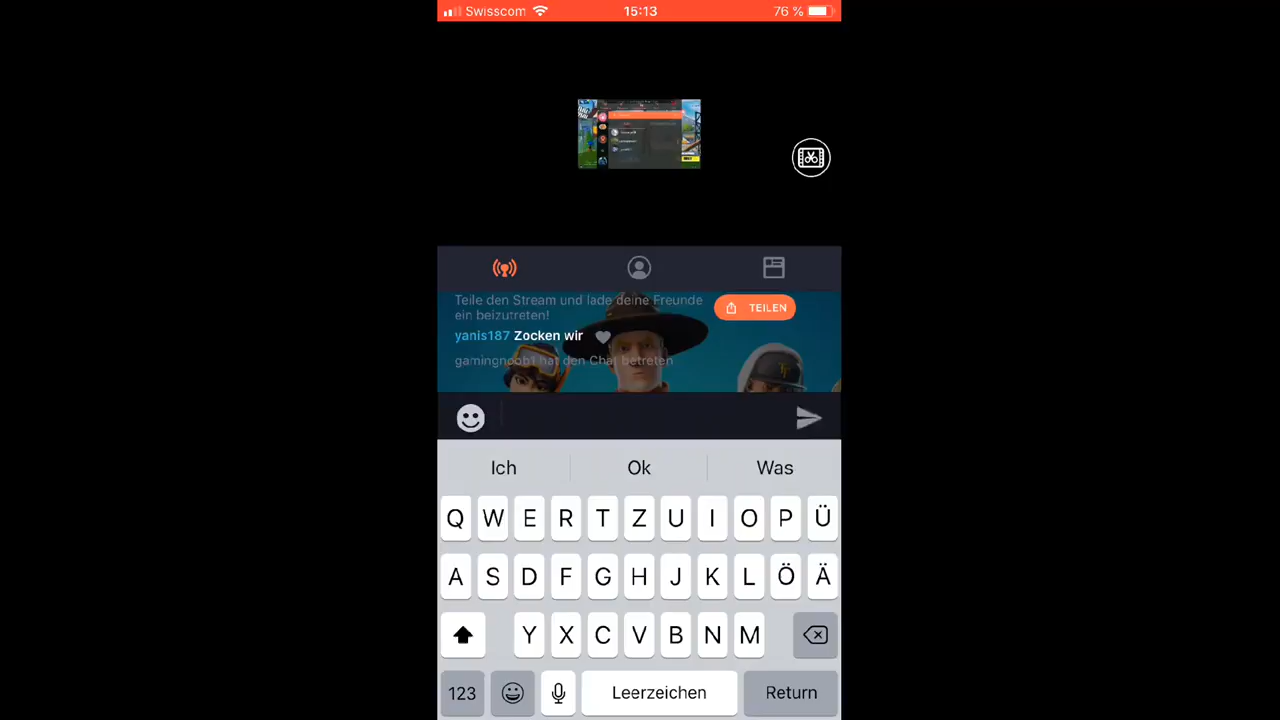 Swisscom 15:13 76 %
Teile den Stream und lade deine Freunde
ein beizutreten!
TEILEN
yanis187 Zocken wir
gamingnoob1 hat den Chat betreten
Ich Ok Was
Q W E R T Z U I O P Ü
A S D F G H J K L Ö Ä
Y X C V B N M
123 Leerzeichen Return